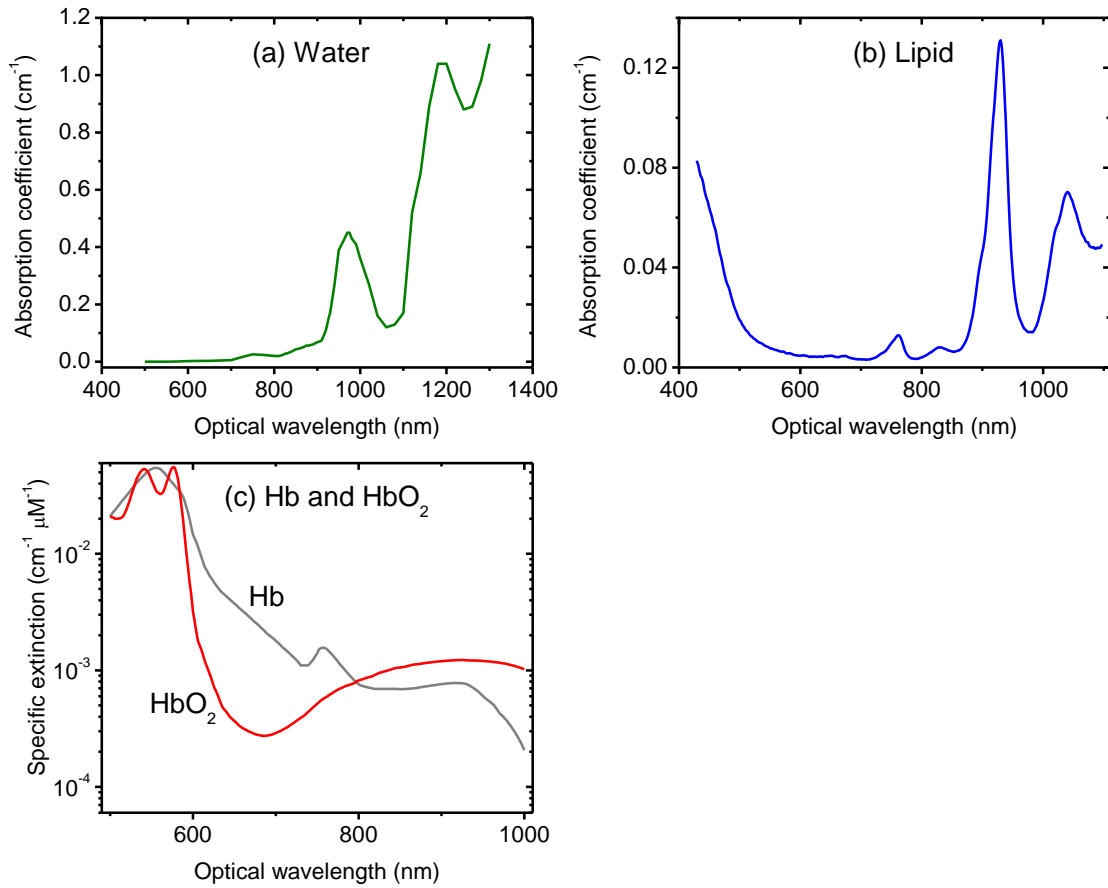 (a) Water
Absorption coefficient (cm⁻¹)
1.2
1.0
0.8
0.6
0.4
0.2
0.0
400 600 800 1000 1200 1400
Optical wavelength (nm)
(b) Lipid
Absorption coefficient (cm⁻¹)
0.12
0.08
0.04
0.00
400 600 800 1000
Optical wavelength (nm)
(c) Hb and HbO₂
Specific extinction (cm⁻¹ μM⁻¹)
10⁻²
10⁻³
10⁻⁴
Hb
HbO₂
600 800 1000
Optical wavelength (nm)